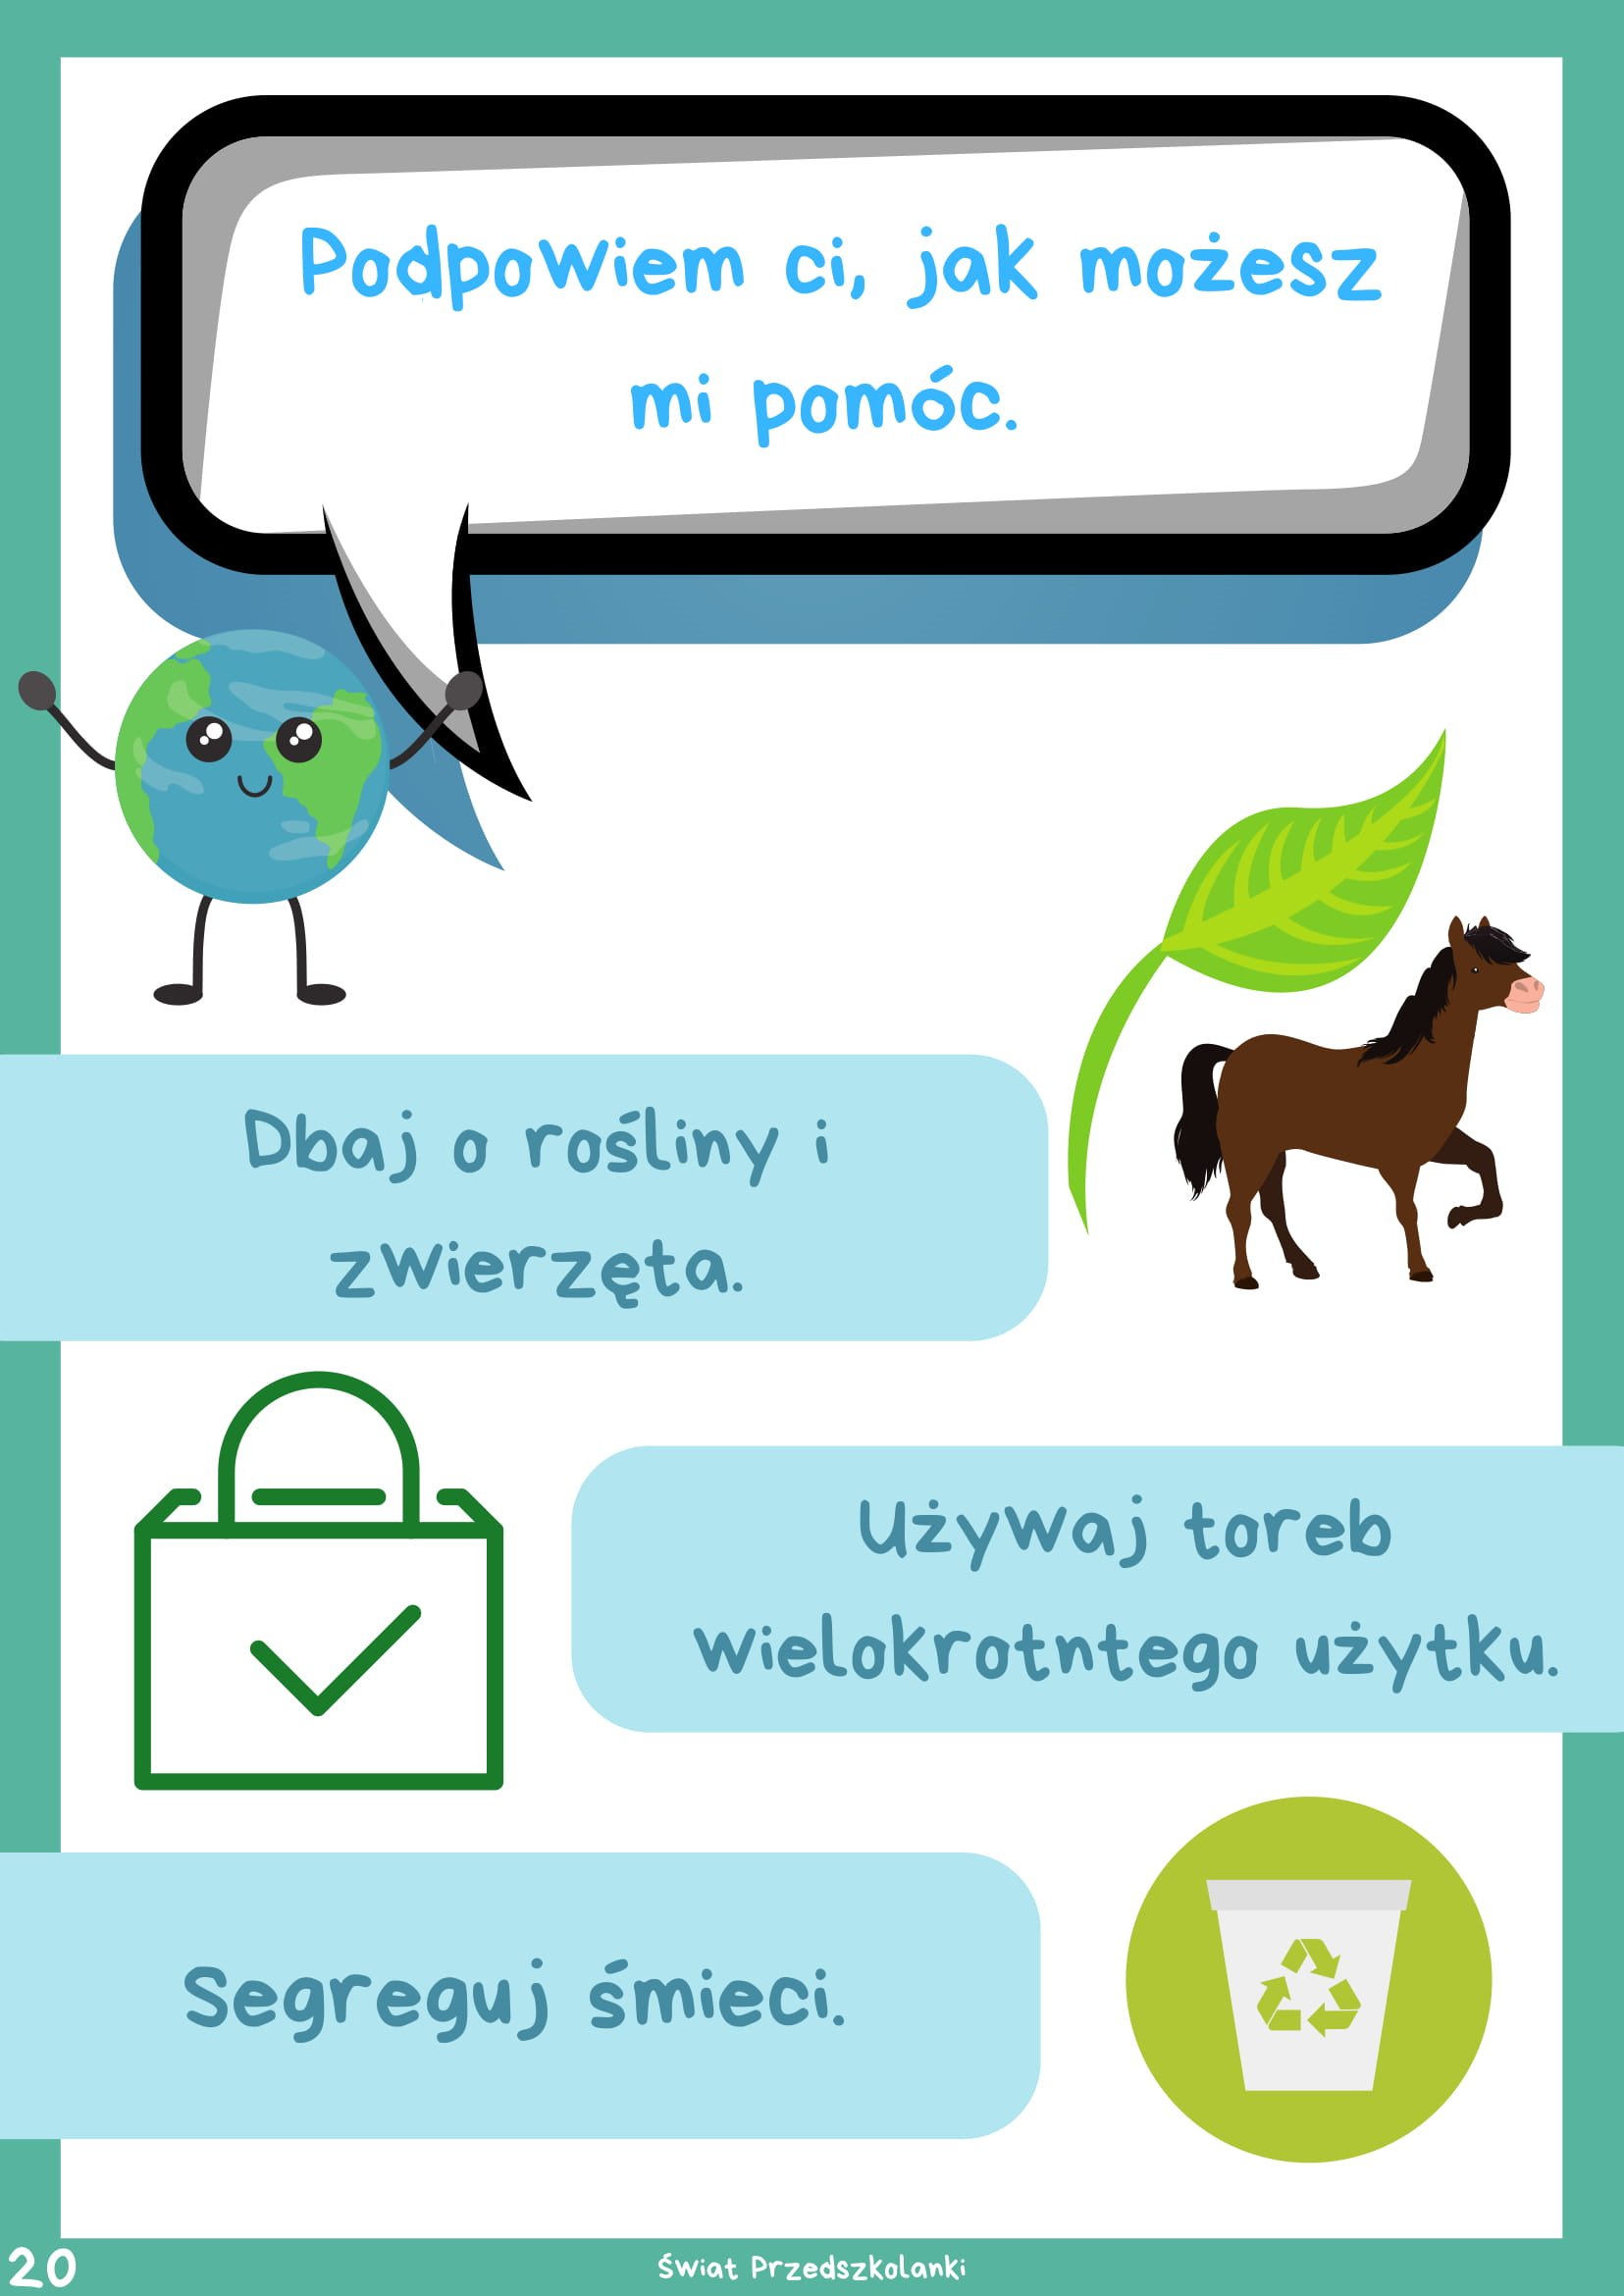 Podpowiem ci, jak możesz
mi pomóc.
Dbaj o rośliny i
zwierzęta.
Używaj toreb
wielokrotntego użytku.
Segreguj śmieci.
20
Świat Przedszkolanki